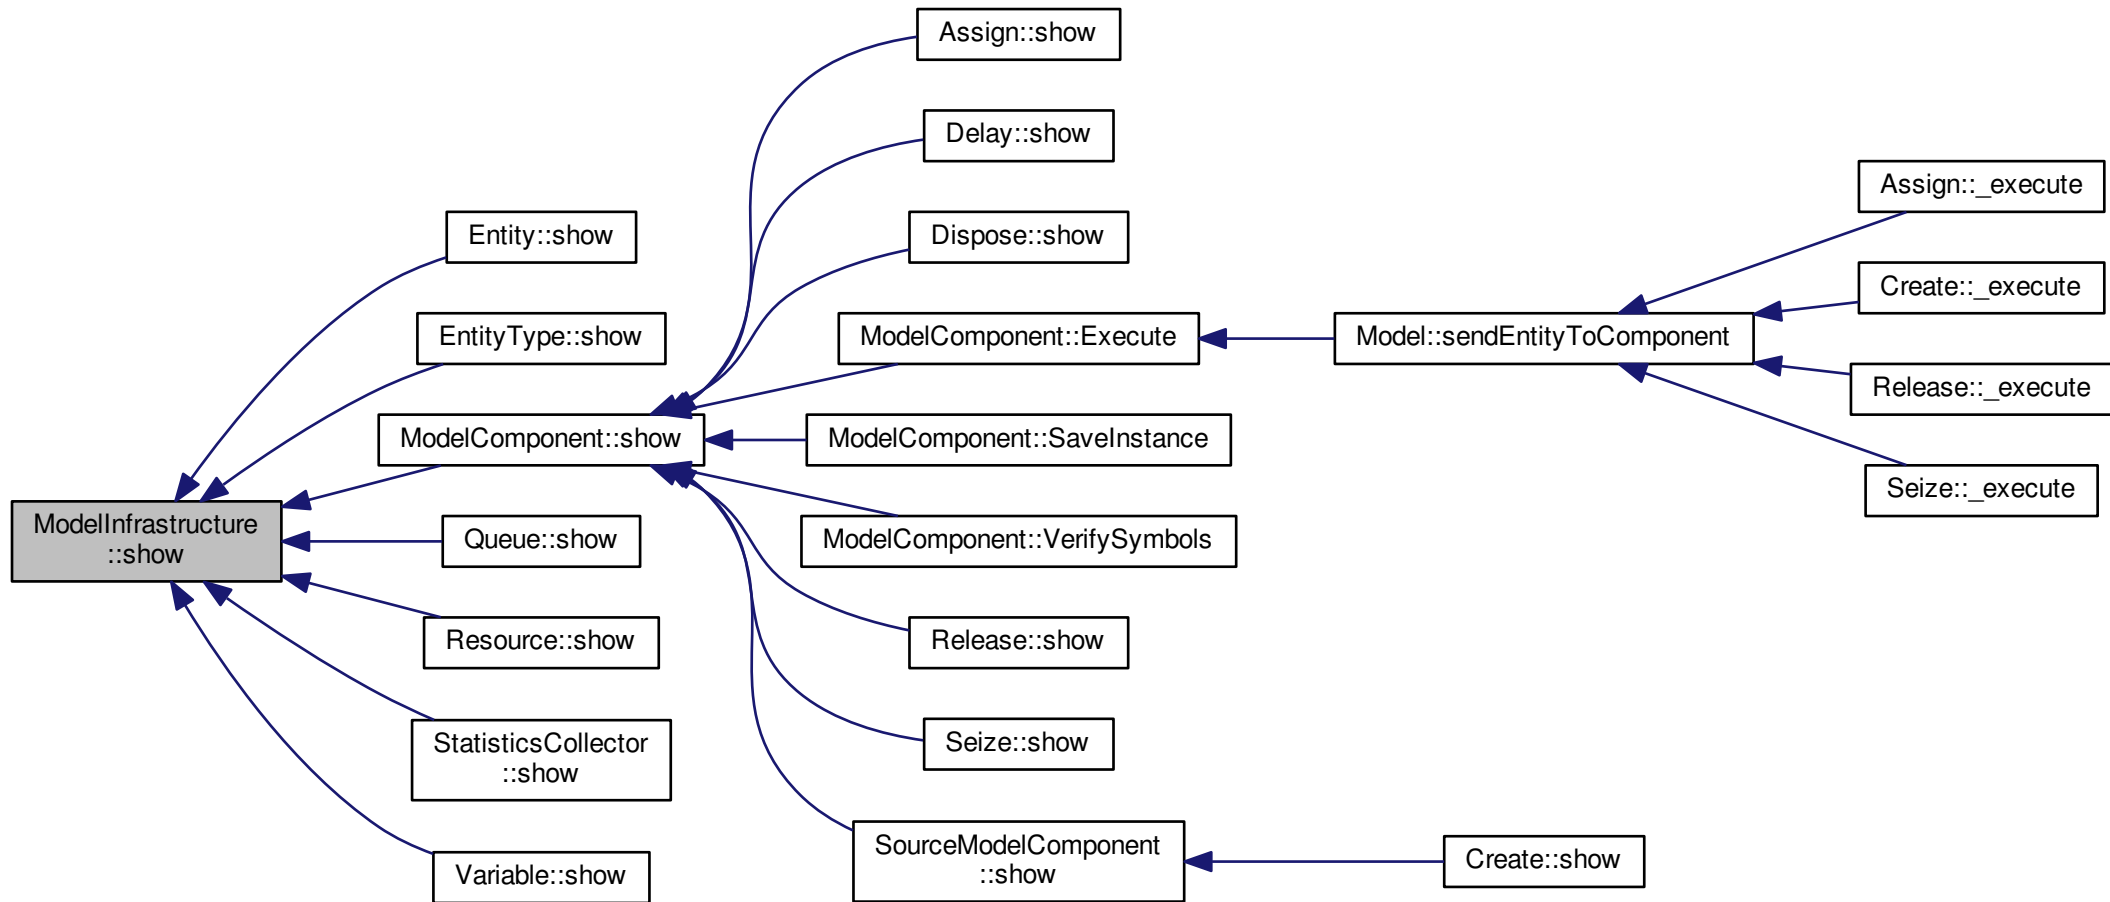 Assign::show
Delay::show
Assign::_execute
Entity::show
Dispose::show
Create::_execute
EntityType::show
ModelComponent::Execute
Model::sendEntityToComponent
Release::_execute
ModelComponent::show
ModelComponent::SaveInstance
Seize::_execute
ModelInfrastructure
::show
Queue::show
ModelComponent::VerifySymbols
Resource::show
Release::show
StatisticsCollector
::show
Seize::show
SourceModelComponent
::show
Create::show
Variable::show